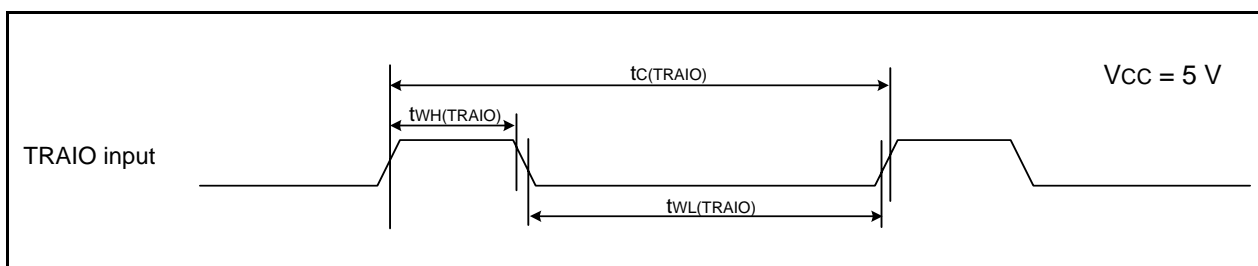 tC(TRAIO)
VCC = 5 V
tWH(TRAIO)
TRAIO input
tWL(TRAIO)